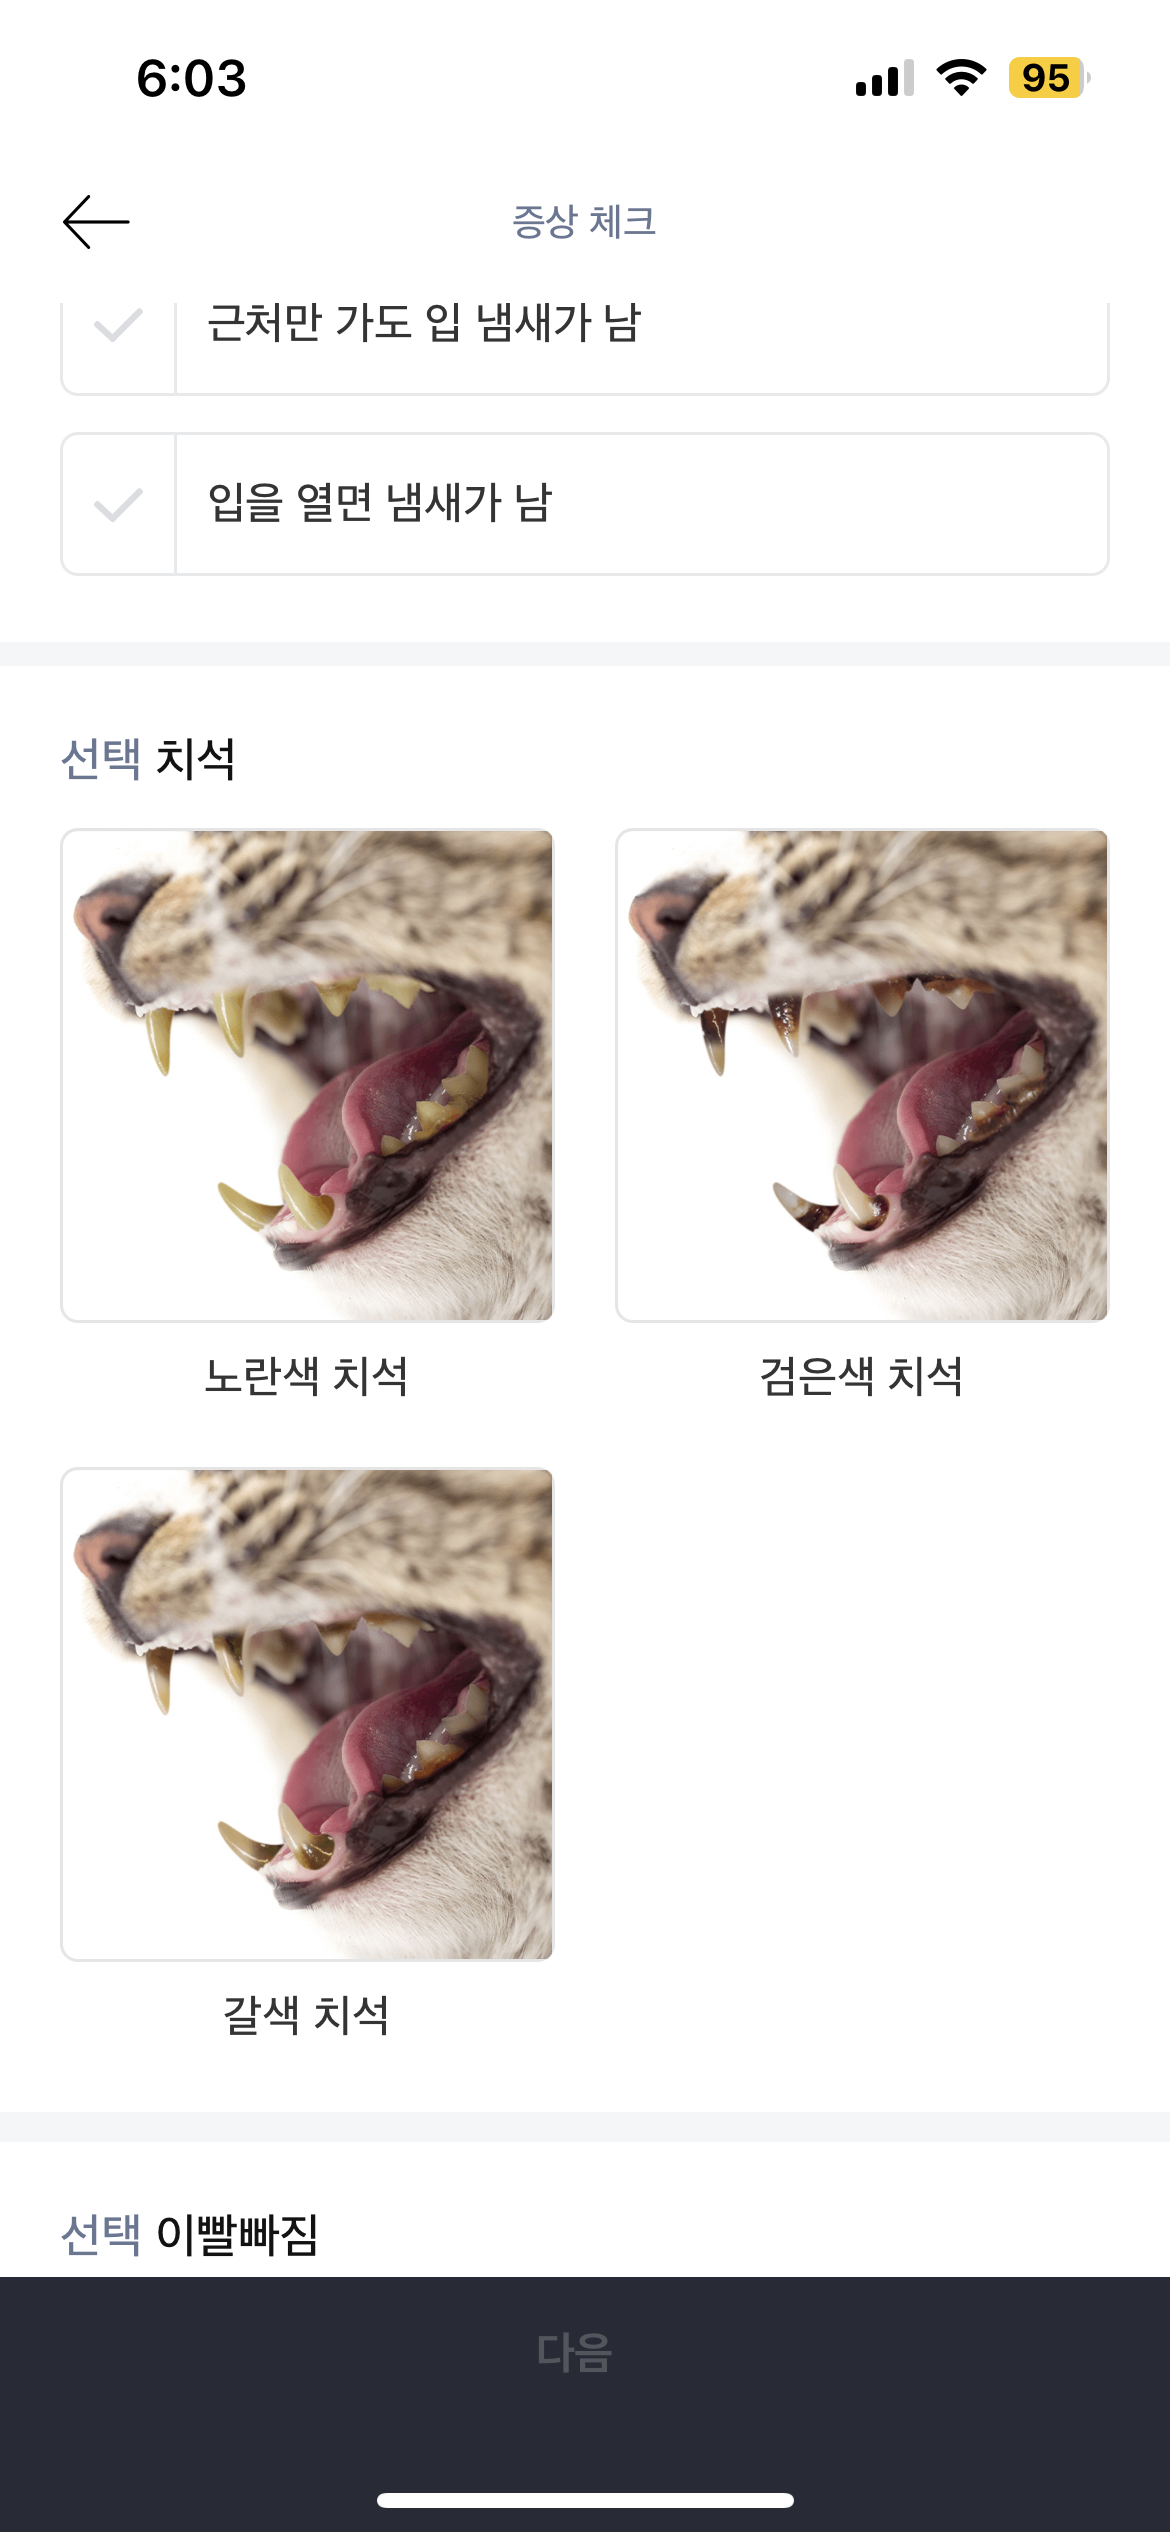 6:03
95
증상 체크
근처만 가도 입 냄새가 남
입을 열면 냄새가 남
선택 치석
노란색 치석
검은색 치석
갈색 치석
선택 이빨빠짐
다음